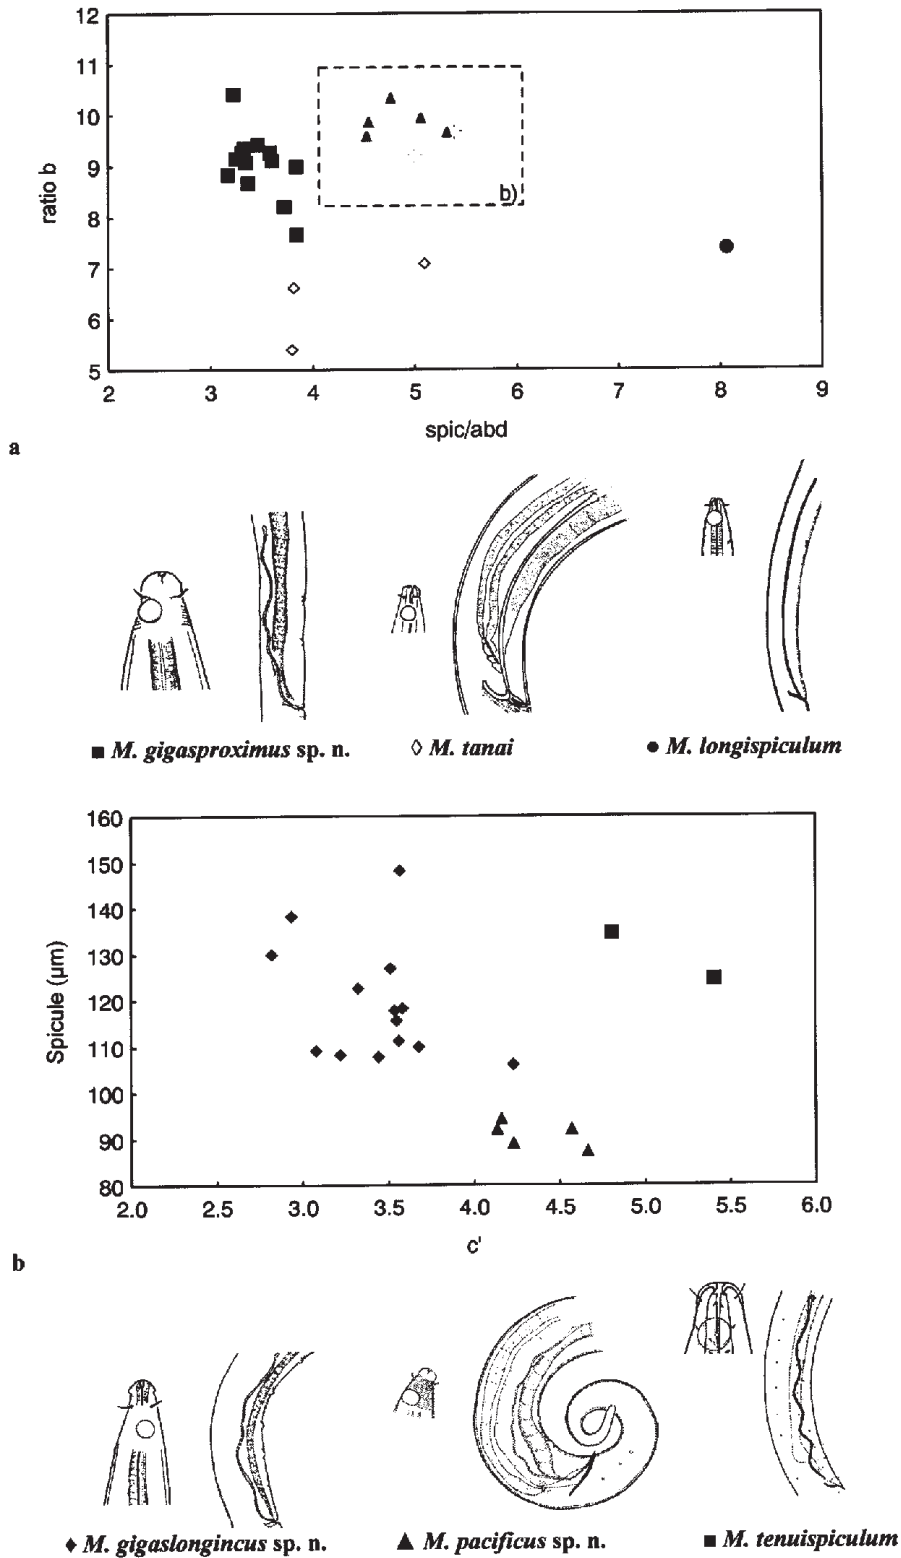 12
11
10
9
8
7
6
5
ratio b
b)
2 3 4 5 6 7 8 9
spic/abd
a
■ M. gigasproximus sp. n. ◇ M. tanai ● M. longispiculum
160
150
140
130
120
110
100
90
80
Spicule (µm)
2.0 2.5 3.0 3.5 4.0 4.5 5.0 5.5 6.0
c'
b
♦ M. gigaslongincus sp. n. ▲ M. pacificus sp. n. ■ M. tenuispiculum